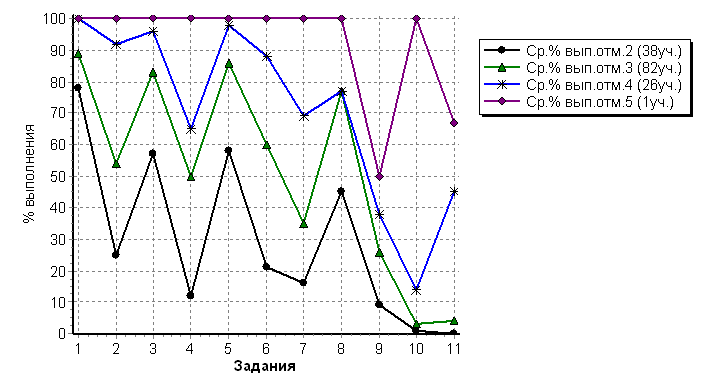 100
90
80
70
60
50
40
30
20
10
0
% выполнения
1 2 3 4 5 6 7 8 9 10 11
Задания
Ср.% вып.отм.2 (38уч.)
Ср.% вып.отм.3 (82уч.)
Ср.% вып.отм.4 (26уч.)
Ср.% вып.отм.5 (1уч.)